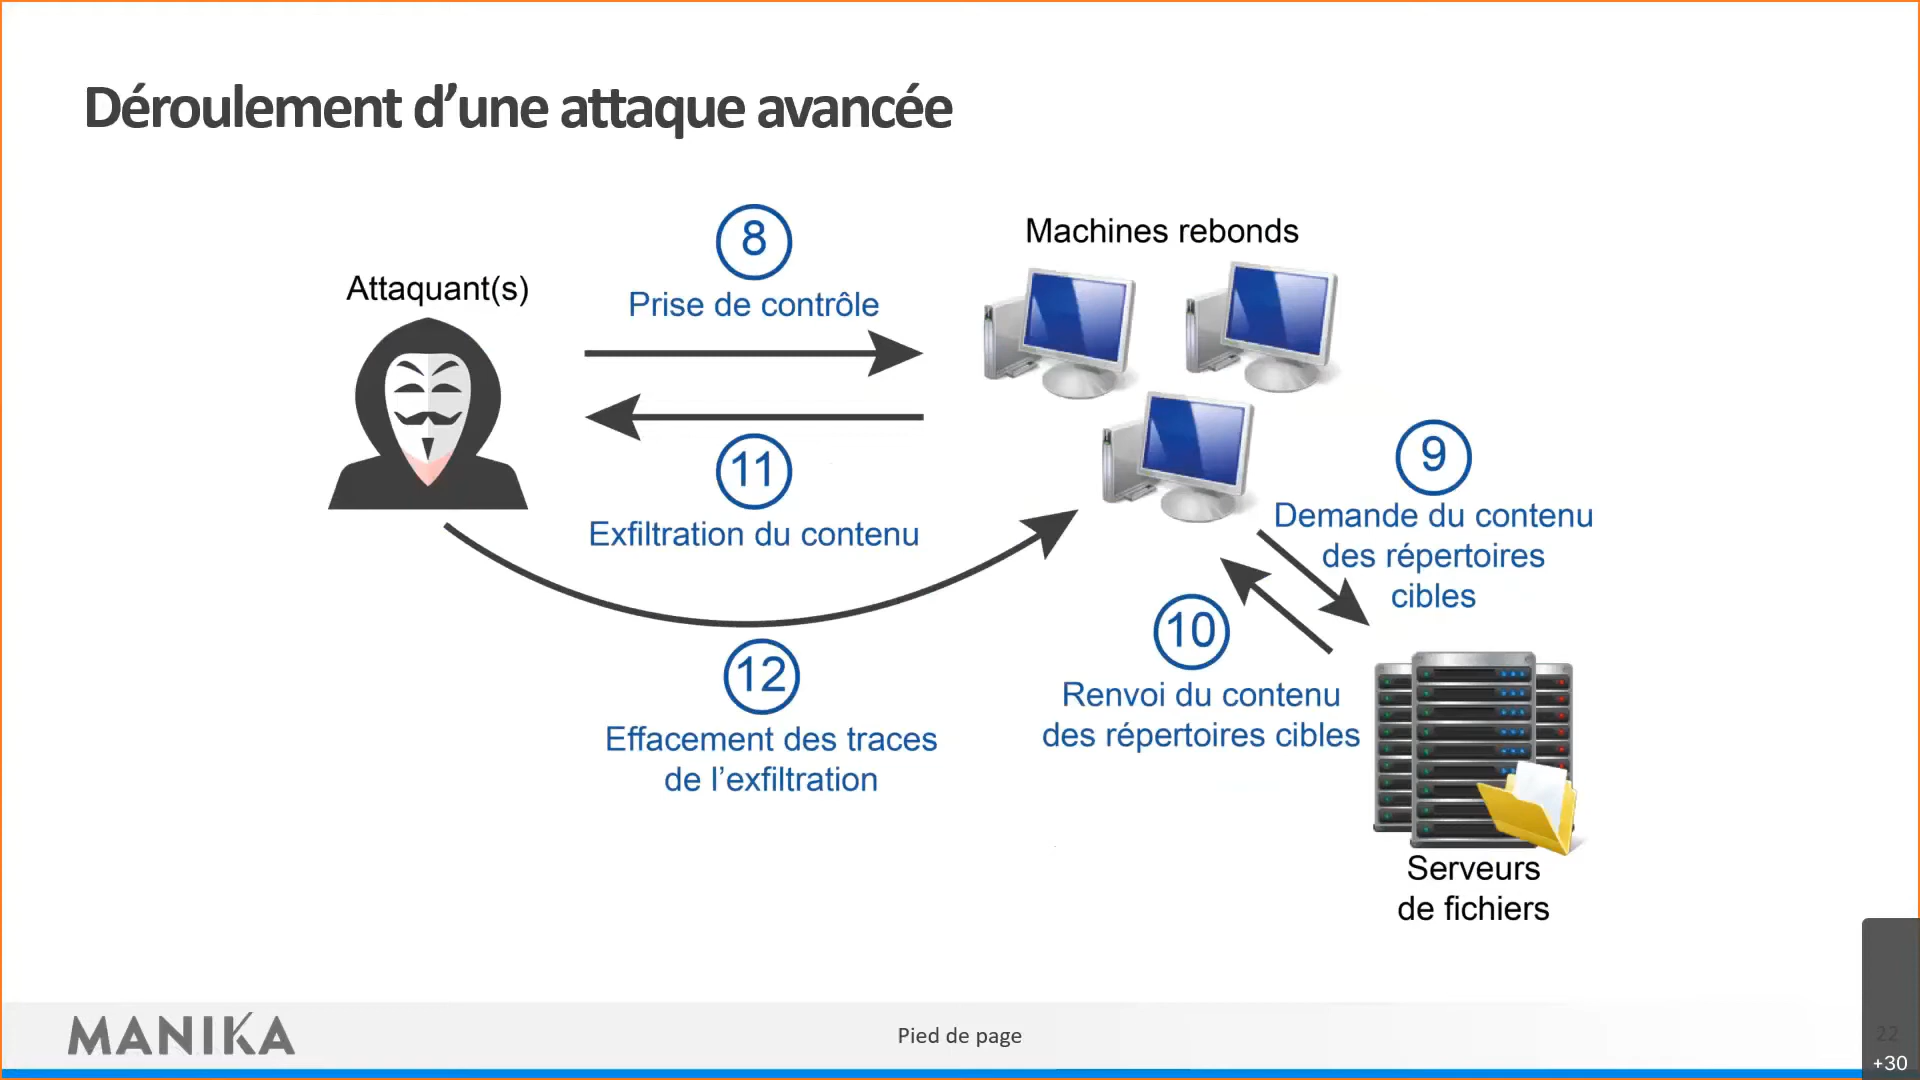 Déroulement d’une attaque avancée
8
Prise de contrôle
Machines rebonds
Attaquant(s)
11
Exfiltration du contenu
9
Demande du contenu
des répertoires
cibles
10
Renvoi du contenu
des répertoires cibles
12
Effacement des traces
de l’exfiltration
Serveurs
de fichiers
MANIKA
Pied de page
22
+30